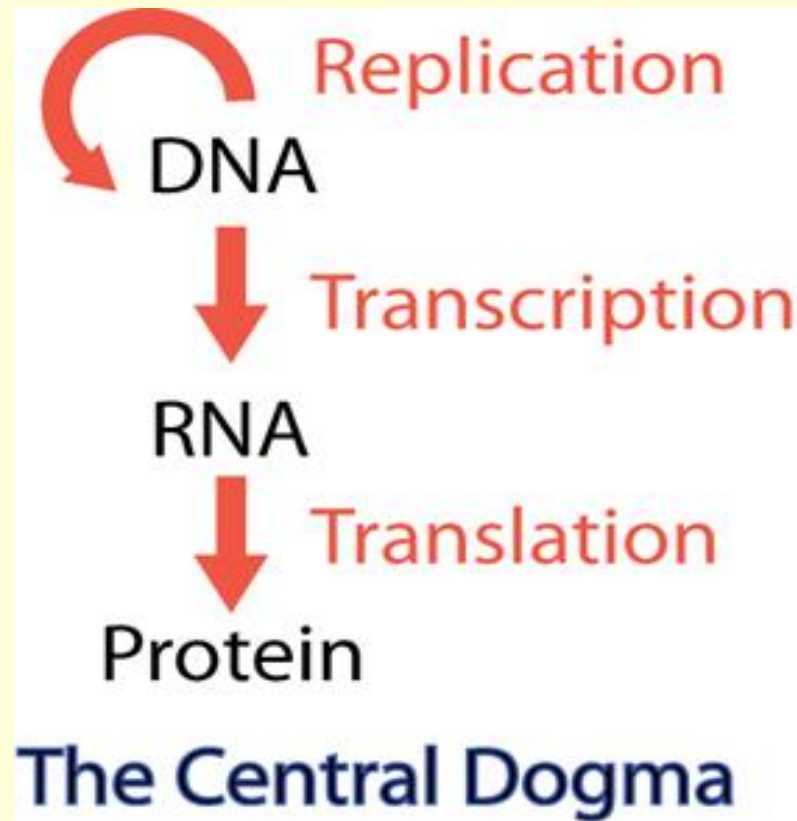 Replication
DNA
Transcription
RNA
Translation
Protein
The Central Dogma